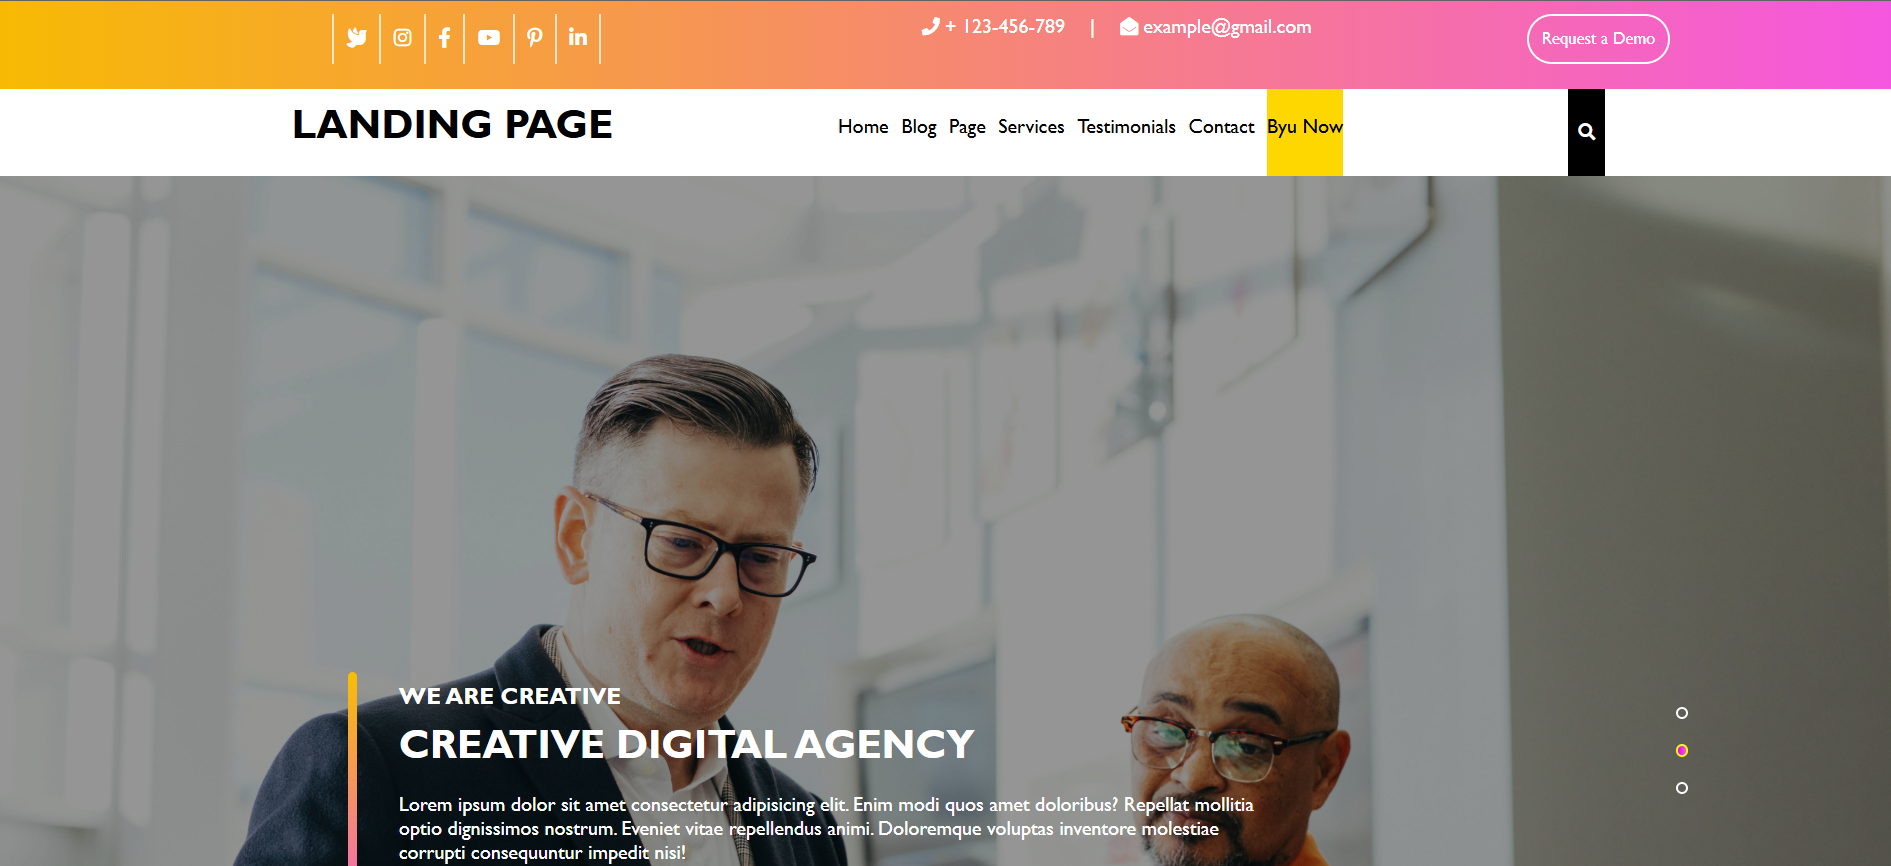 + 123-456-789 | example@gmail.com
Request a Demo
LANDING PAGE
Home Blog Page Services Testimonials Contact Byu Now
WE ARE CREATIVE
CREATIVE DIGITAL AGENCY
Lorem ipsum dolor sit amet consectetur adipisicing elit. Enim modi quos amet doloribus? Repellat mollitia
optio dignissimos nostrum. Eveniet vitae repellendus animi. Doloremque voluptas inventore molestiae
corrupti consequuntur impedit nisi!